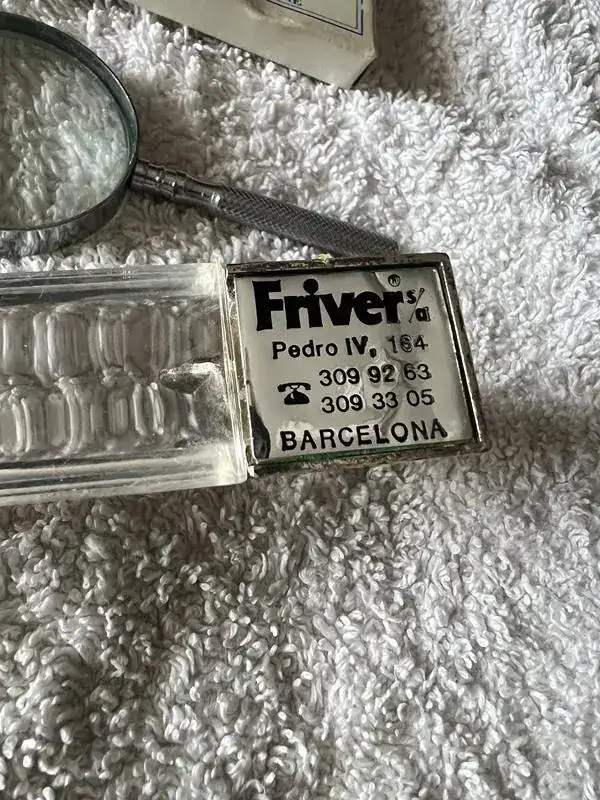 Friver® s/a
Pedro IV, 164
309 92 63
309 33 05
BARCELONA